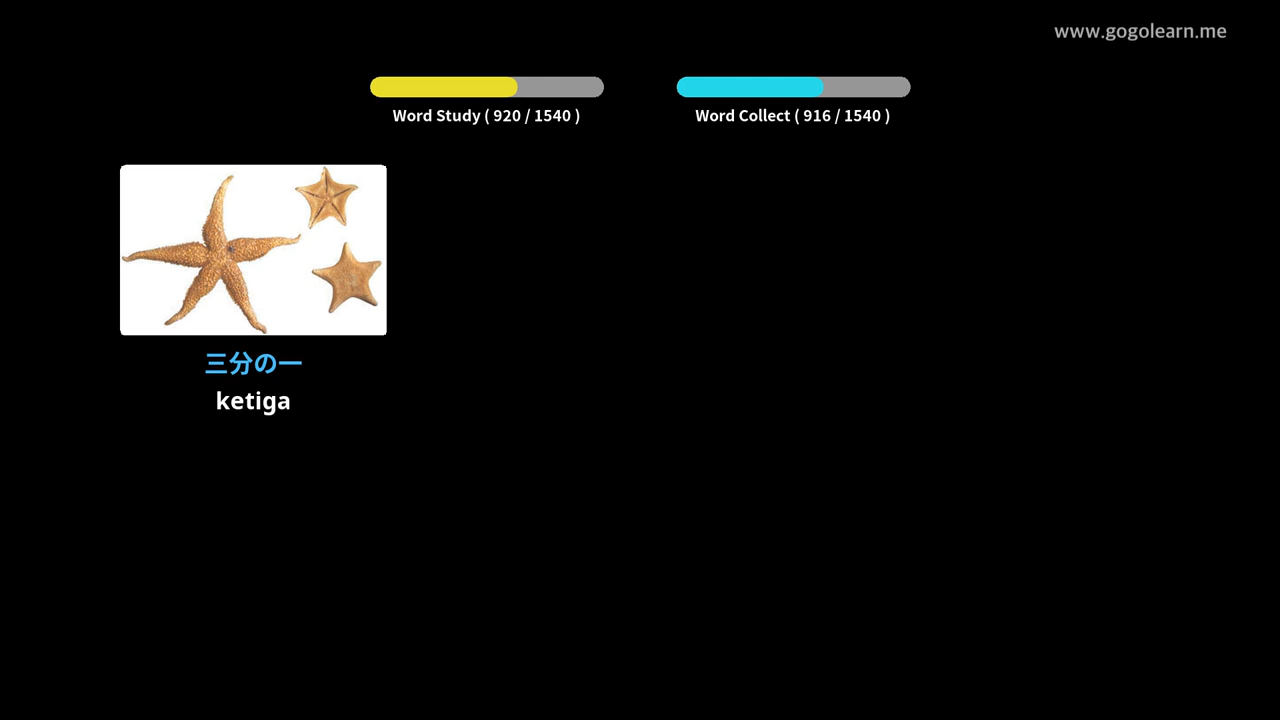 www.gogolearn.me
Word Study ( 920 / 1540 )
Word Collect ( 916 / 1540 )
三分の一
ketiga